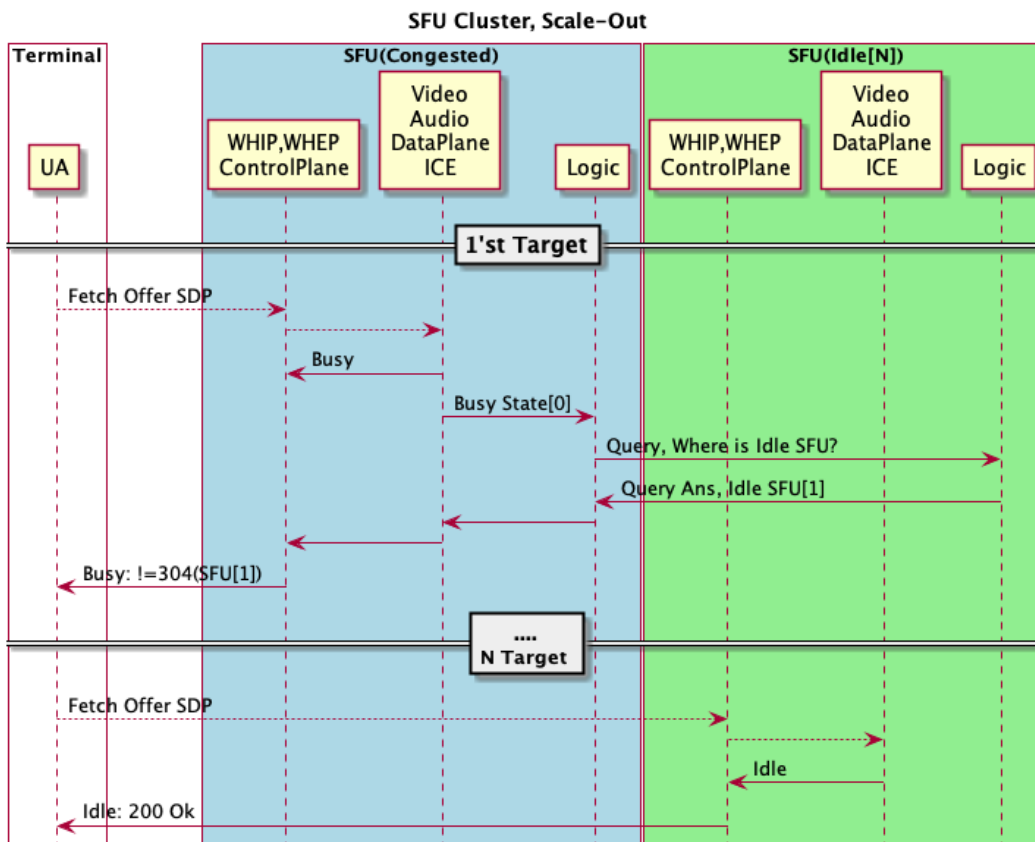 SFU Cluster, Scale-Out
Terminal
SFU(Congested)
SFU(Idle[N])
UA
WHIP,WHEP
ControlPlane
Video
Audio
DataPlane
ICE
Logic
WHIP,WHEP
ControlPlane
Video
Audio
DataPlane
ICE
Logic
1'st Target
Fetch Offer SDP
Busy
Busy State[0]
Query, Where is Idle SFU?
Query Ans, Idle SFU[1]
Busy: !=304(SFU[1])
....
N Target
Fetch Offer SDP
Idle
Idle: 200 Ok